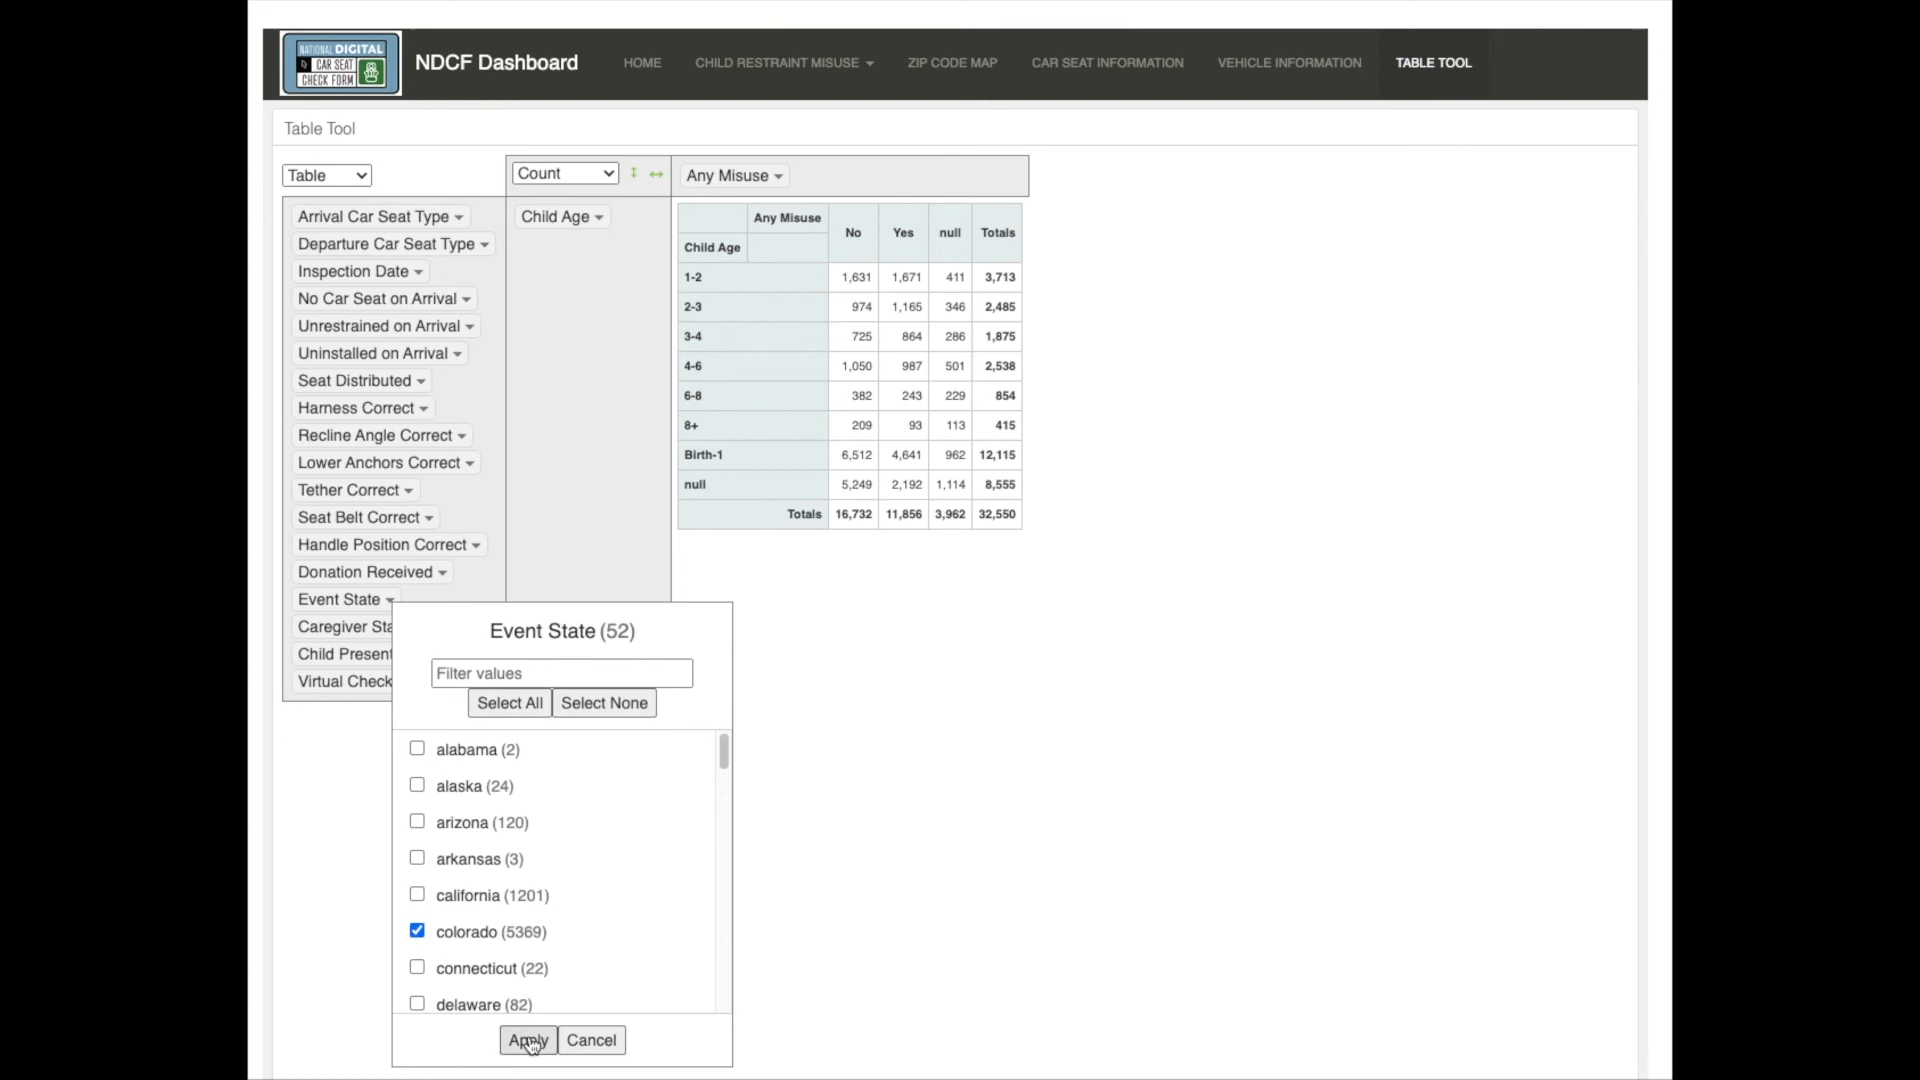 NATIONAL DIGITAL
CAR SEAT
CHECK FORM
NDCF Dashboard
HOME
CHILD RESTRAINT MISUSE
ZIP CODE MAP
CAR SEAT INFORMATION
VEHICLE INFORMATION
TABLE TOOL
Table Tool
Table
Count
Any Misuse
Arrival Car Seat Type
Departure Car Seat Type
Inspection Date
No Car Seat on Arrival
Unrestrained on Arrival
Uninstalled on Arrival
Seat Distributed
Harness Correct
Recline Angle Correct
Lower Anchors Correct
Tether Correct
Seat Belt Correct
Handle Position Correct
Donation Received
Event State
Caregiver Sta
Child Present
Virtual Check
Child Age
Any Misuse No Yes null Totals
Child Age
1-2 1,631 1,671 411 3,713
2-3 974 1,165 346 2,485
3-4 725 864 286 1,875
4-6 1,050 987 501 2,538
6-8 382 243 229 854
8+ 209 93 113 415
Birth-1 6,512 4,641 962 12,115
null 5,249 2,192 1,114 8,555
Totals 16,732 11,856 3,962 32,550
Event State (52)
Filter values
Select All Select None
alabama (2)
alaska (24)
arizona (120)
arkansas (3)
california (1201)
colorado (5369)
connecticut (22)
delaware (82)
Apply Cancel